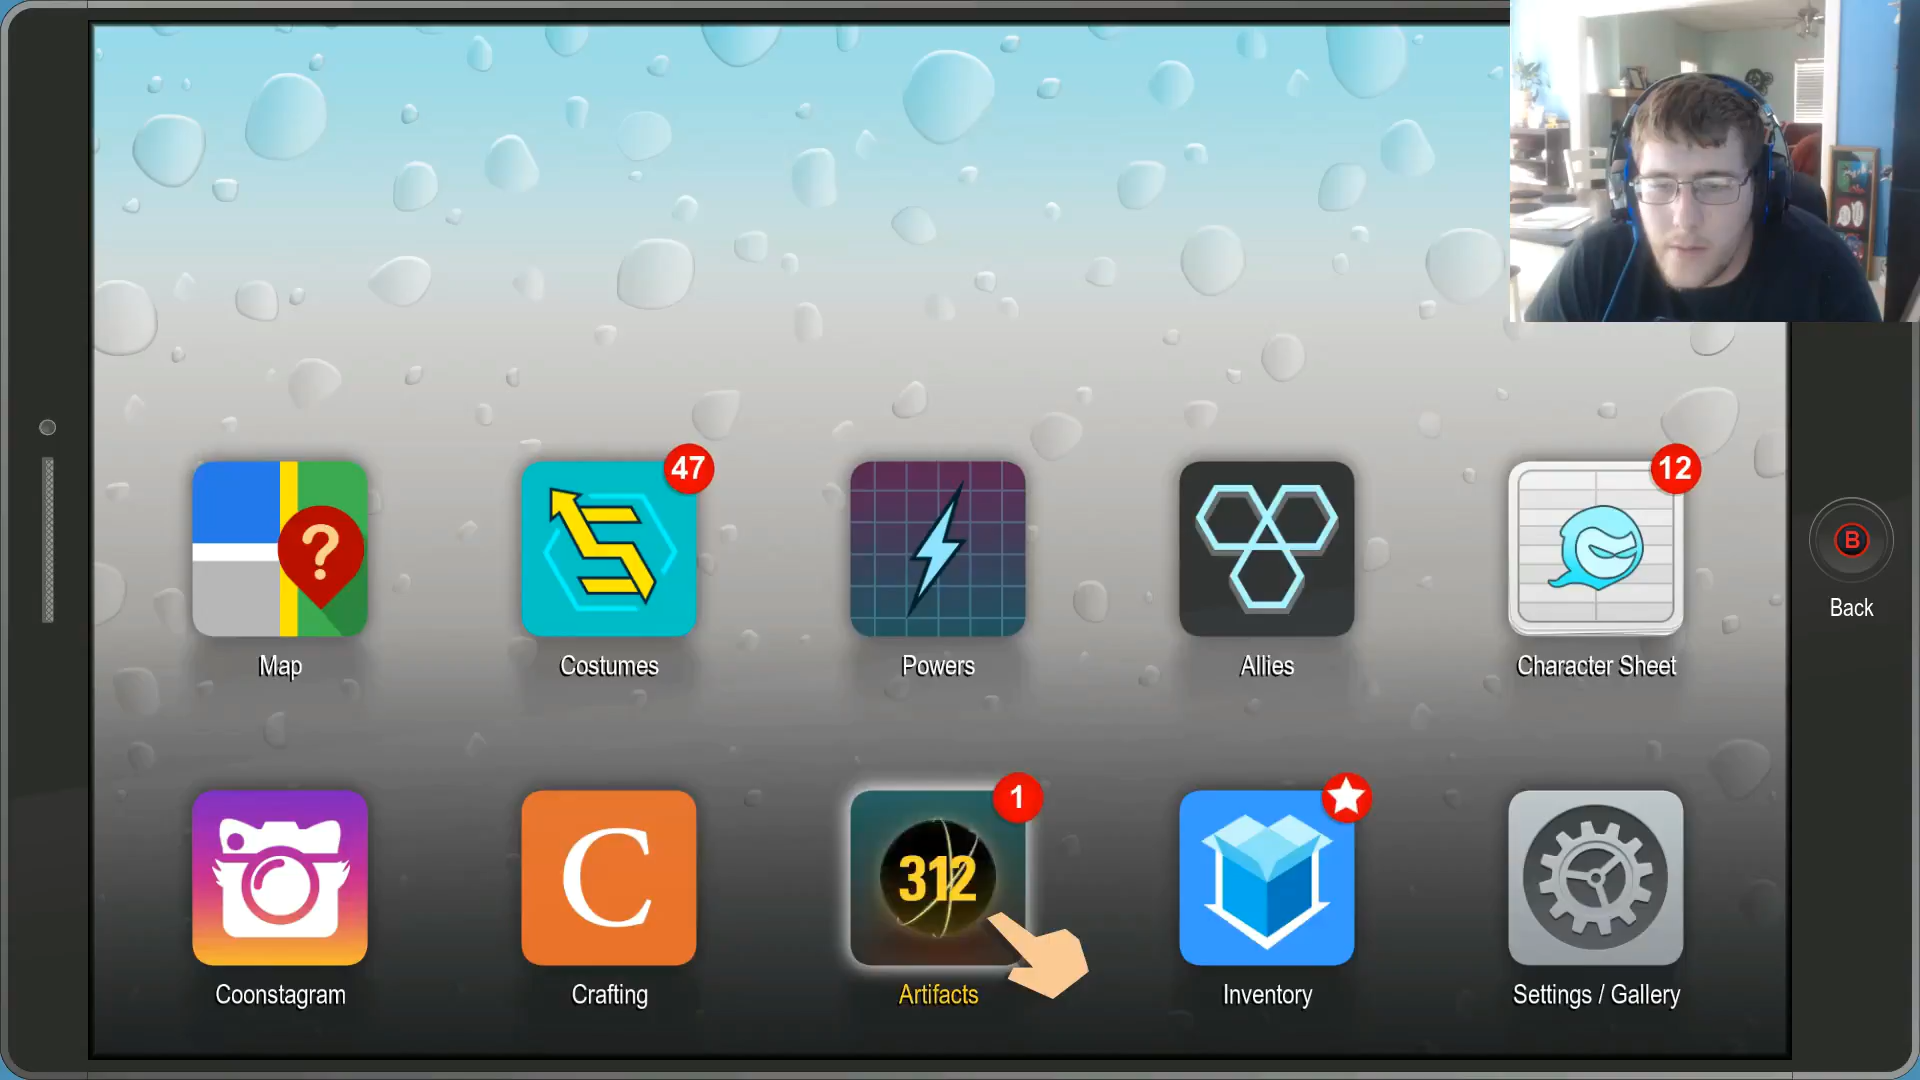 47
12
?
B
Map
Costumes
Powers
Allies
Character Sheet
Back
1
C
312
Coonstagram
Crafting
Artifacts
Inventory
Settings / Gallery